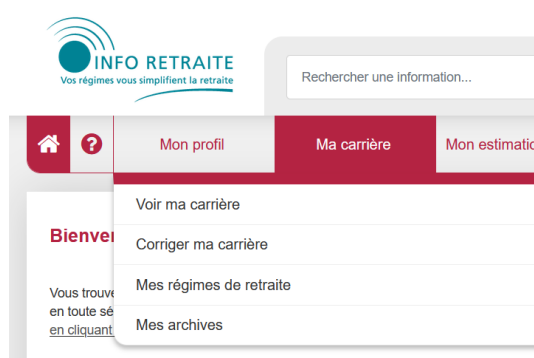 INFO RETRAITE
Vos régimes vous simplifient la retraite
Rechercher une information...
Mon profil
Ma carrière
Mon estimatio
Voir ma carrière
Bienver
Corriger ma carrière
Mes régimes de retraite
Vous trouve
en toute sé
Mes archives
en cliquant